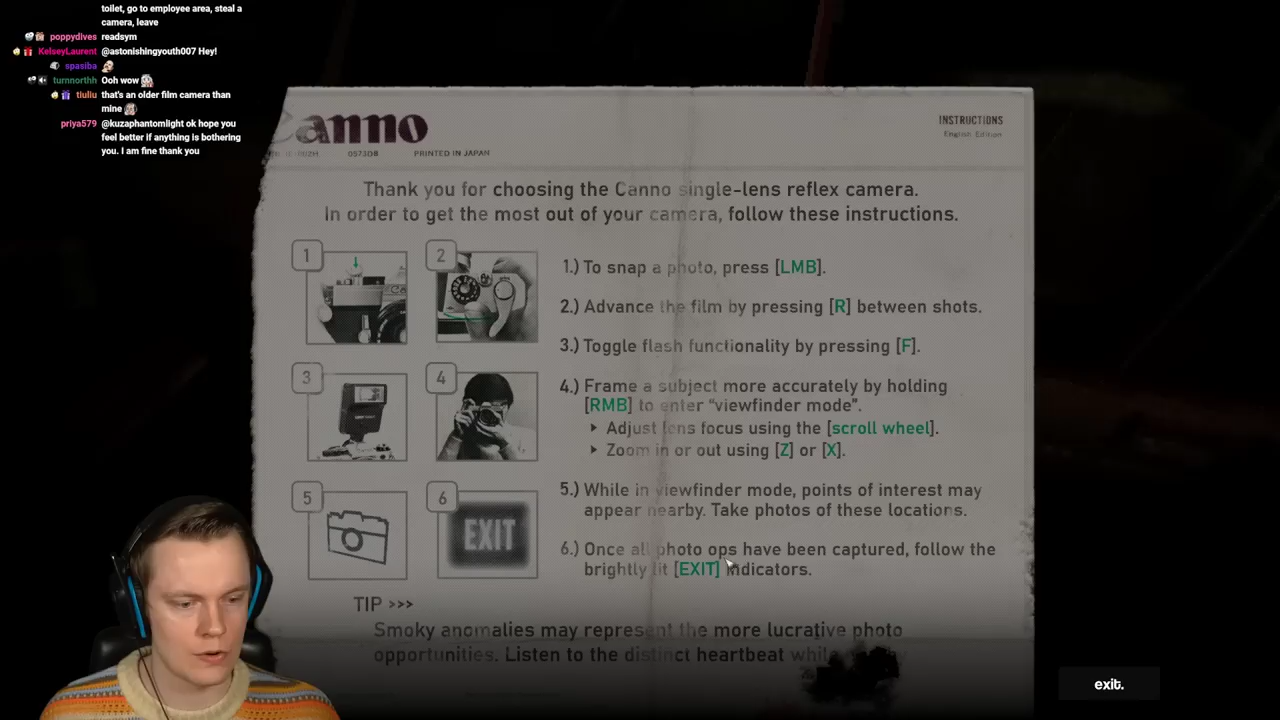 toilet, go to employee area, steal a
camera, leave
poppydives readsym
KelseyLaurent @astonishingyouth007 Hey!
spasiba
turnnorthh Ooh wow
tiuliu that's an older film camera than
mine
priya579 @kuzaphantomlight ok hope you
feel better if anything is bothering
you. I am fine thank you
anno
0573D8 PRINTED IN JAPAN
INSTRUCTIONS
English Edition
Thank you for choosing the Canno single-lens reflex camera.
In order to get the most out of your camera, follow these instructions.
1
2
3
4
5
6
EXIT
1.) To snap a photo, press [LMB].
2.) Advance the film by pressing [R] between shots.
3.) Toggle flash functionality by pressing [F].
4.) Frame a subject more accurately by holding
[RMB] to enter “viewfinder mode”.
▸ Adjust lens focus using the [scroll wheel].
▸ Zoom in or out using [Z] or [X].
5.) While in viewfinder mode, points of interest may
appear nearby. Take photos of these locations.
6.) Once all photo ops have been captured, follow the
brightly lit [EXIT] indicators.
TIP >>>
Smoky anomalies may represent the more lucrative photo
opportunities. Listen to the distinct heartbeat while
exit.